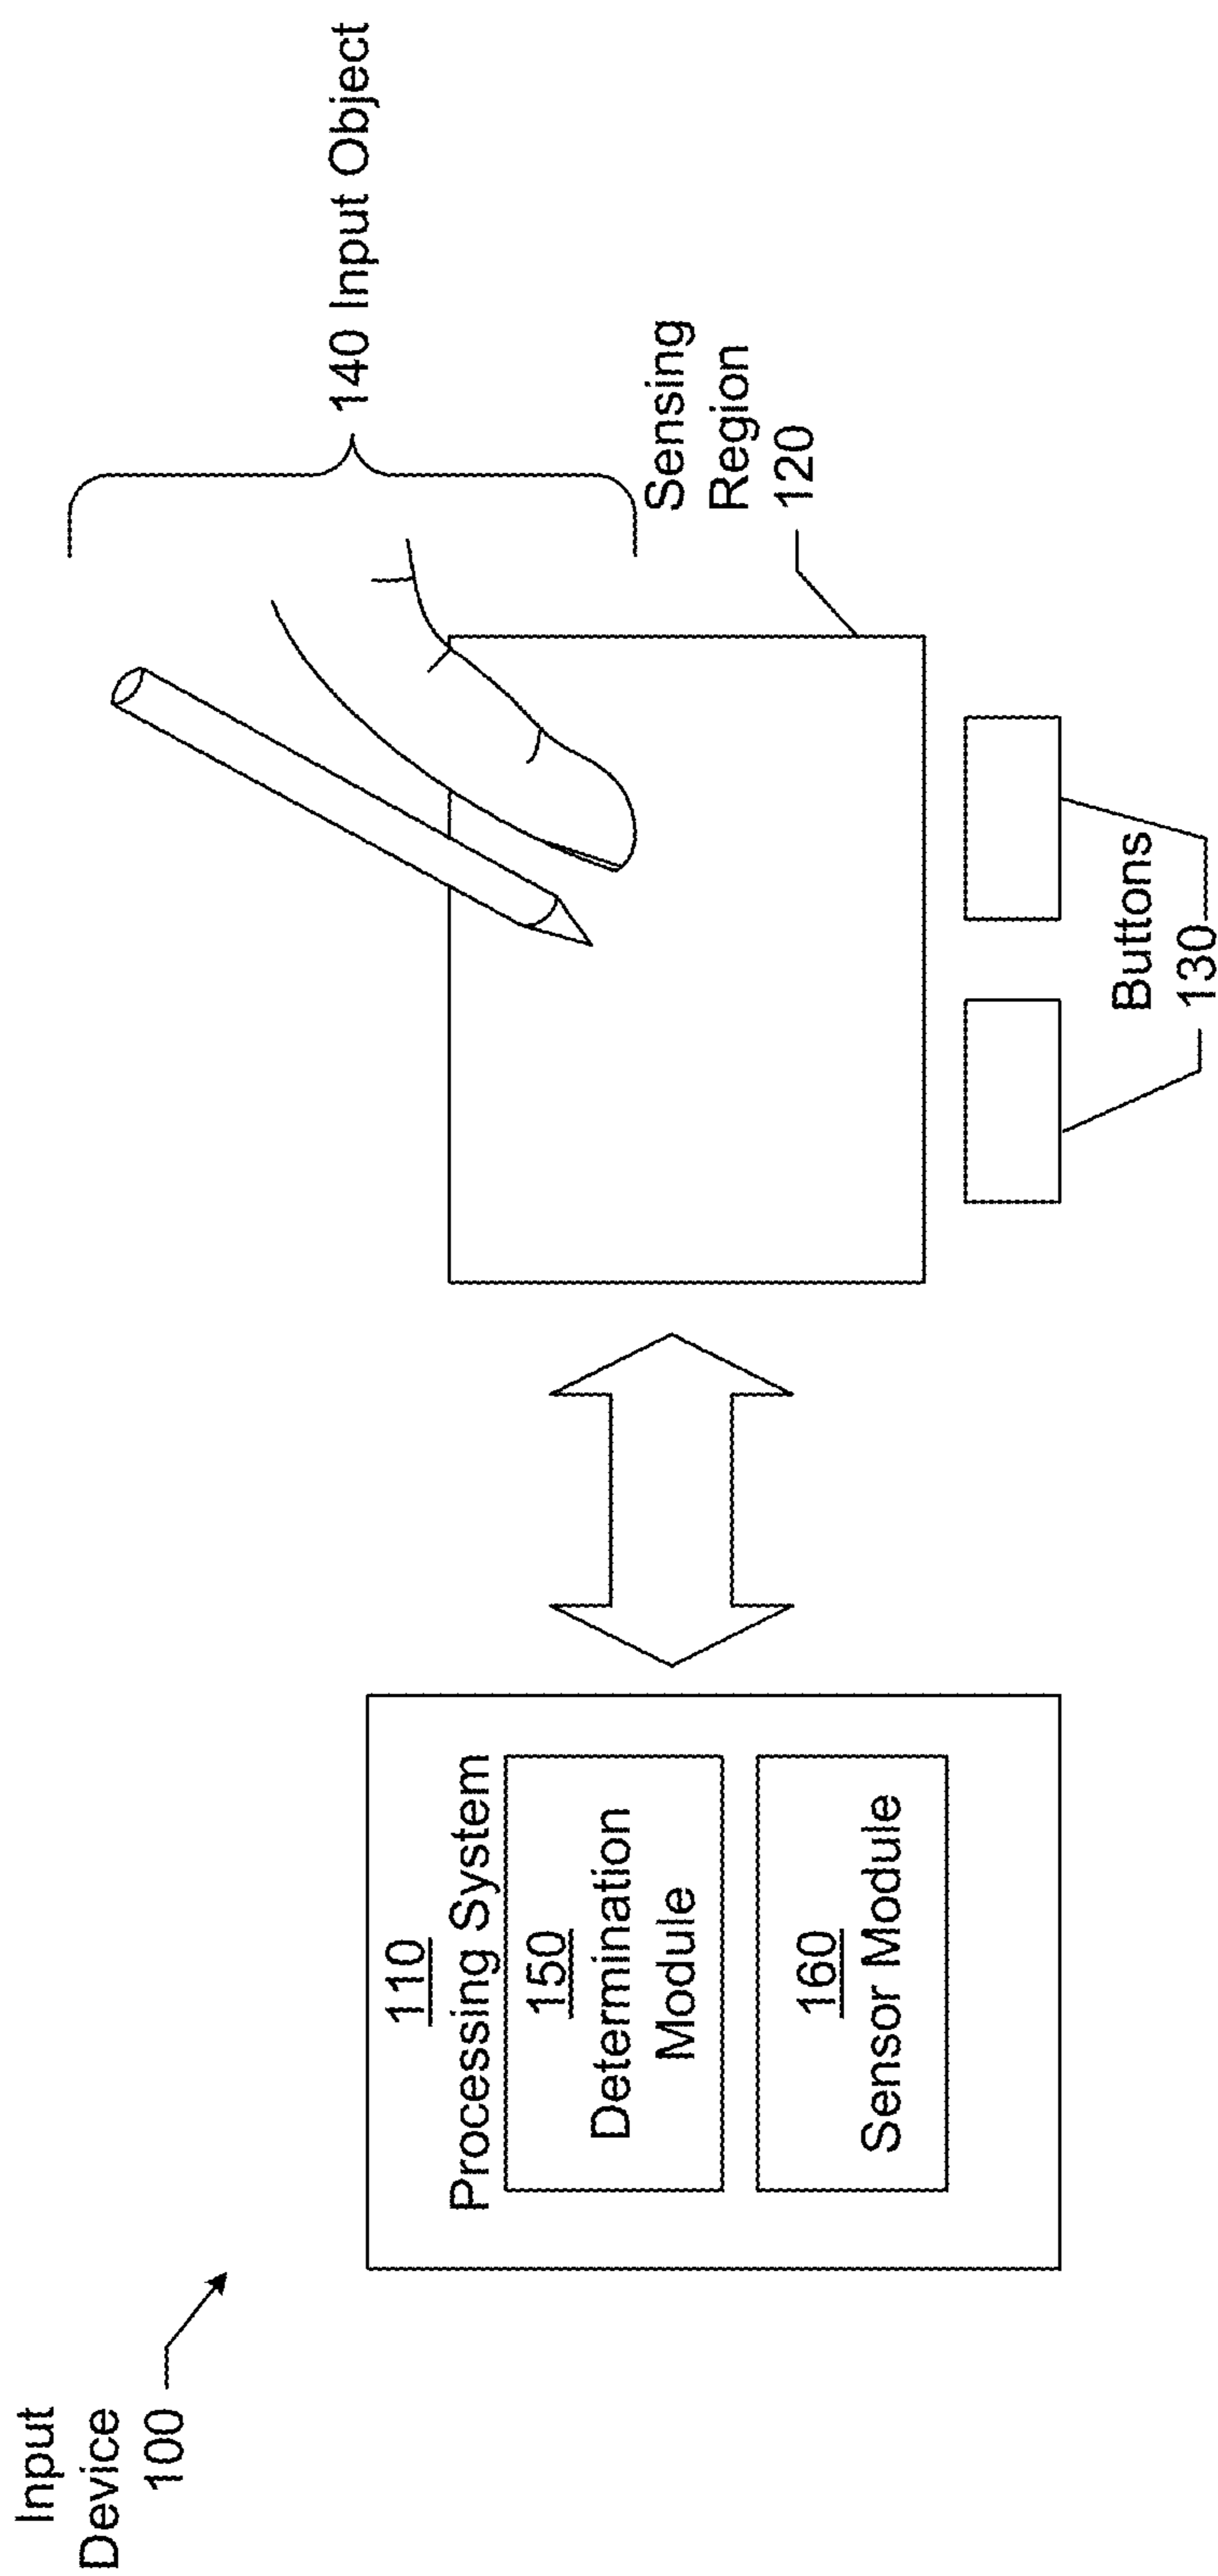 Input
Device
100
110
Processing System
150
Determination
Module
160
Sensor Module
140 Input Object
Sensing
Region
120
Buttons
130